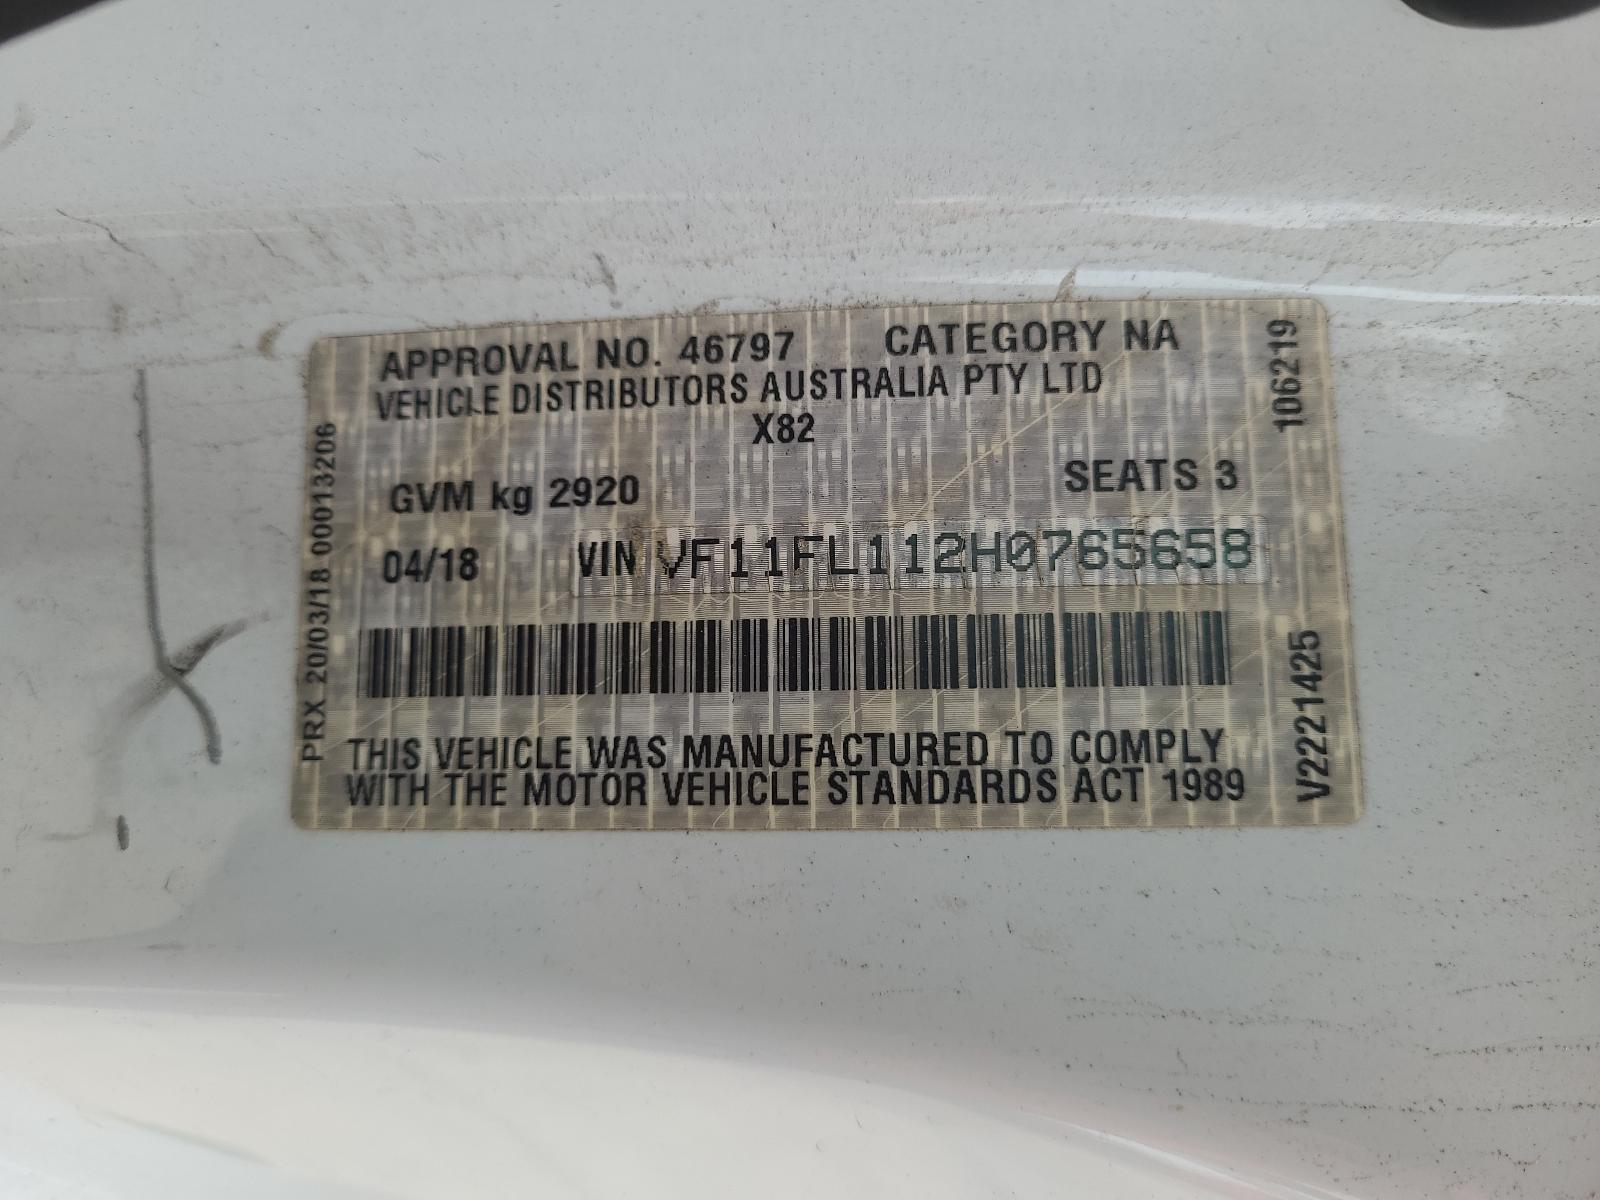 APPROVAL NO. 46797 CATEGORY NA
VEHICLE DISTRIBUTORS AUSTRALIA PTY LTD
X82
GVM kg 2920 SEATS 3
04/18 VIN VF11FL112H0765658
THIS VEHICLE WAS MANUFACTURED TO COMPLY
WITH THE MOTOR VEHICLE STANDARDS ACT 1989
PRX 20/03/18 00013206
106219
V2221425